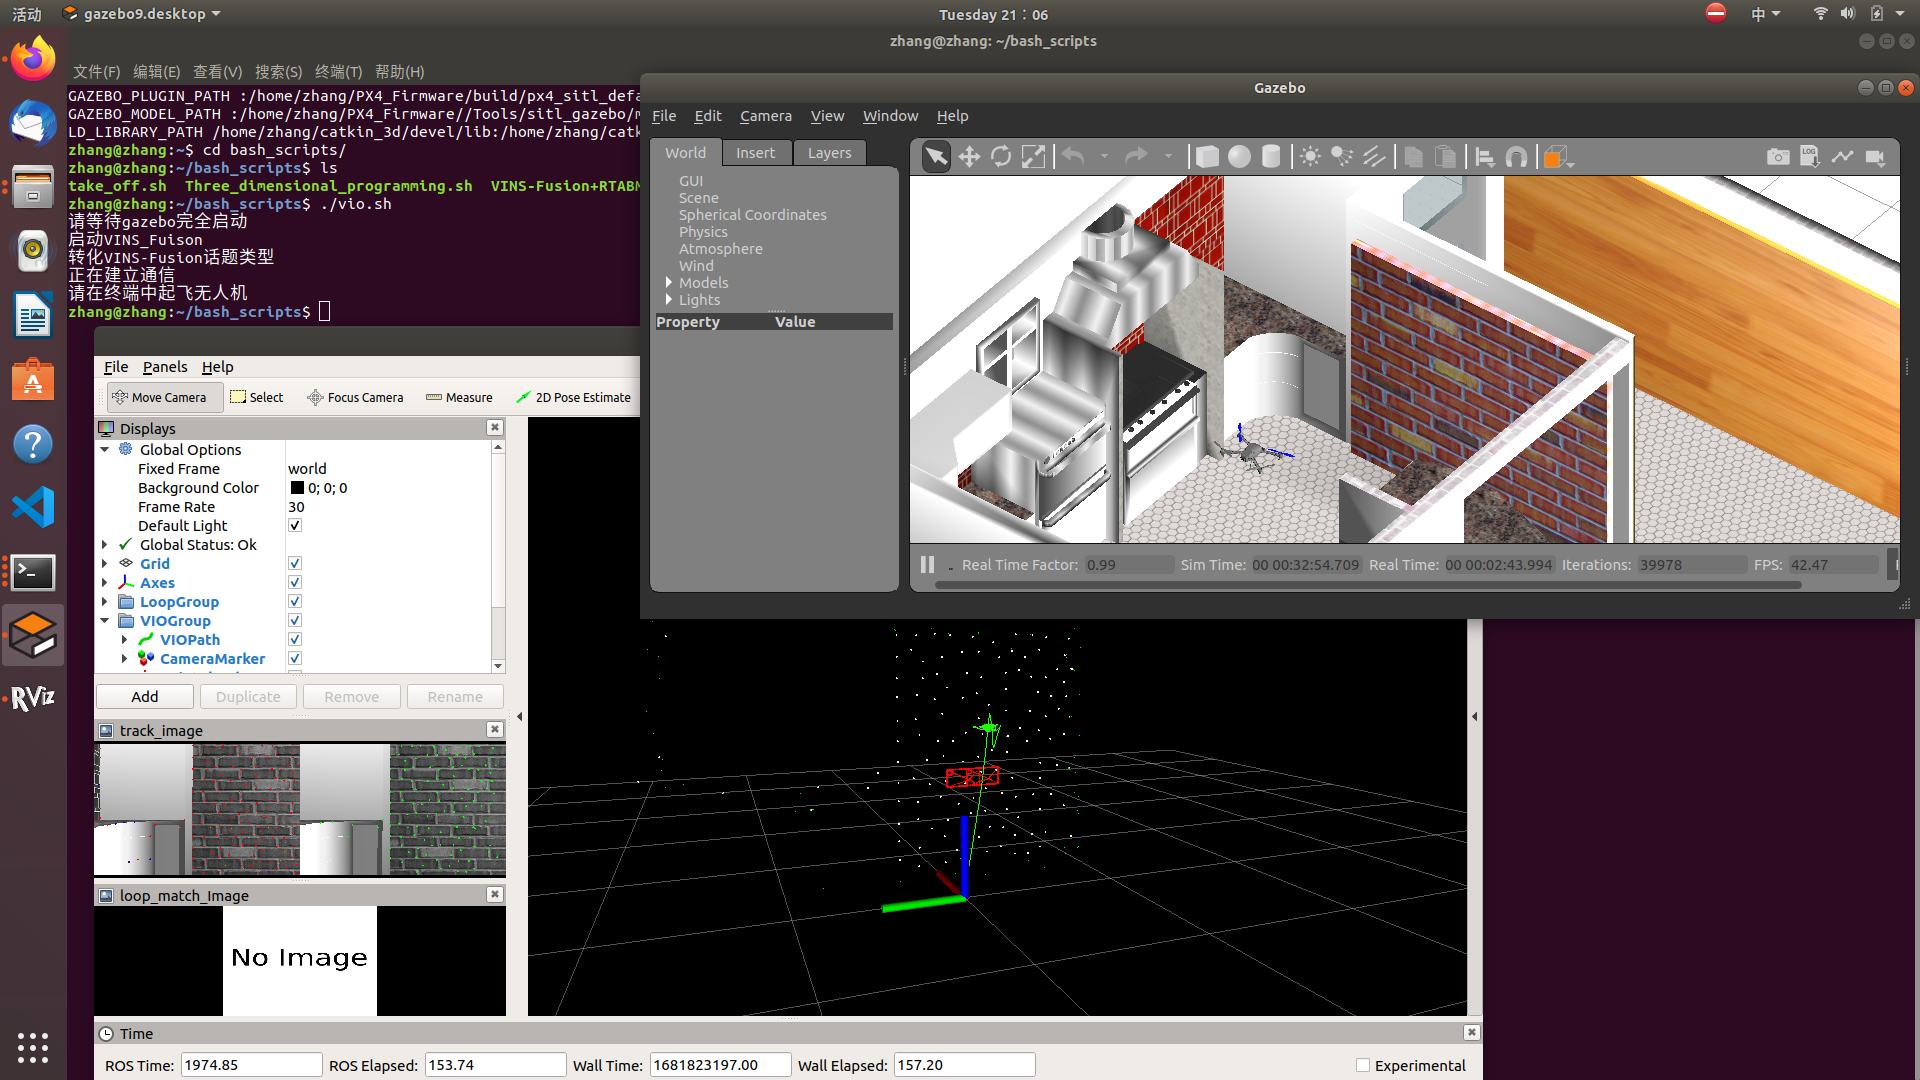 活动 gazebo9.desktop Tuesday 21：06 中
zhang@zhang: ~/bash_scripts
文件(F) 编辑(E) 查看(V) 搜索(S) 终端(T) 帮助(H)
GAZEBO_PLUGIN_PATH :/home/zhang/PX4_Firmware/build/px4_sitl_defa
GAZEBO_MODEL_PATH :/home/zhang/PX4_Firmware//Tools/sitl_gazebo/m
LD_LIBRARY_PATH /home/zhang/catkin_3d/devel/lib:/home/zhang/catk
zhang@zhang:~$ cd bash_scripts/
zhang@zhang:~/bash_scripts$ ls
take_off.sh Three_dimensional_programming.sh VINS-Fusion+RTABM
zhang@zhang:~/bash_scripts$ ./vio.sh
请等待gazebo完全启动
启动VINS_Fuison
转化VINS-Fusion话题类型
正在建立通信
请在终端中起飞无人机
zhang@zhang:~/bash_scripts$
Gazebo
File Edit Camera View Window Help
World Insert Layers
GUI
Scene
Spherical Coordinates
Physics
Atmosphere
Wind
Models
Lights
Property Value
LOG
Real Time Factor: 0.99 Sim Time: 00 00:32:54.709 Real Time: 00 00:02:43.994 Iterations: 39978 FPS: 42.47
File Panels Help
Move Camera Select Focus Camera Measure 2D Pose Estimate
Displays
Global Options
Fixed Frame world
Background Color 0; 0; 0
Frame Rate 30
Default Light
Global Status: Ok
Grid
Axes
LoopGroup
VIOGroup
VIOPath
CameraMarker
Add Duplicate Remove Rename
RViz
track_image
loop_match_Image
No Image
Time
ROS Time: 1974.85 ROS Elapsed: 153.74 Wall Time: 1681823197.00 Wall Elapsed: 157.20 Experimental